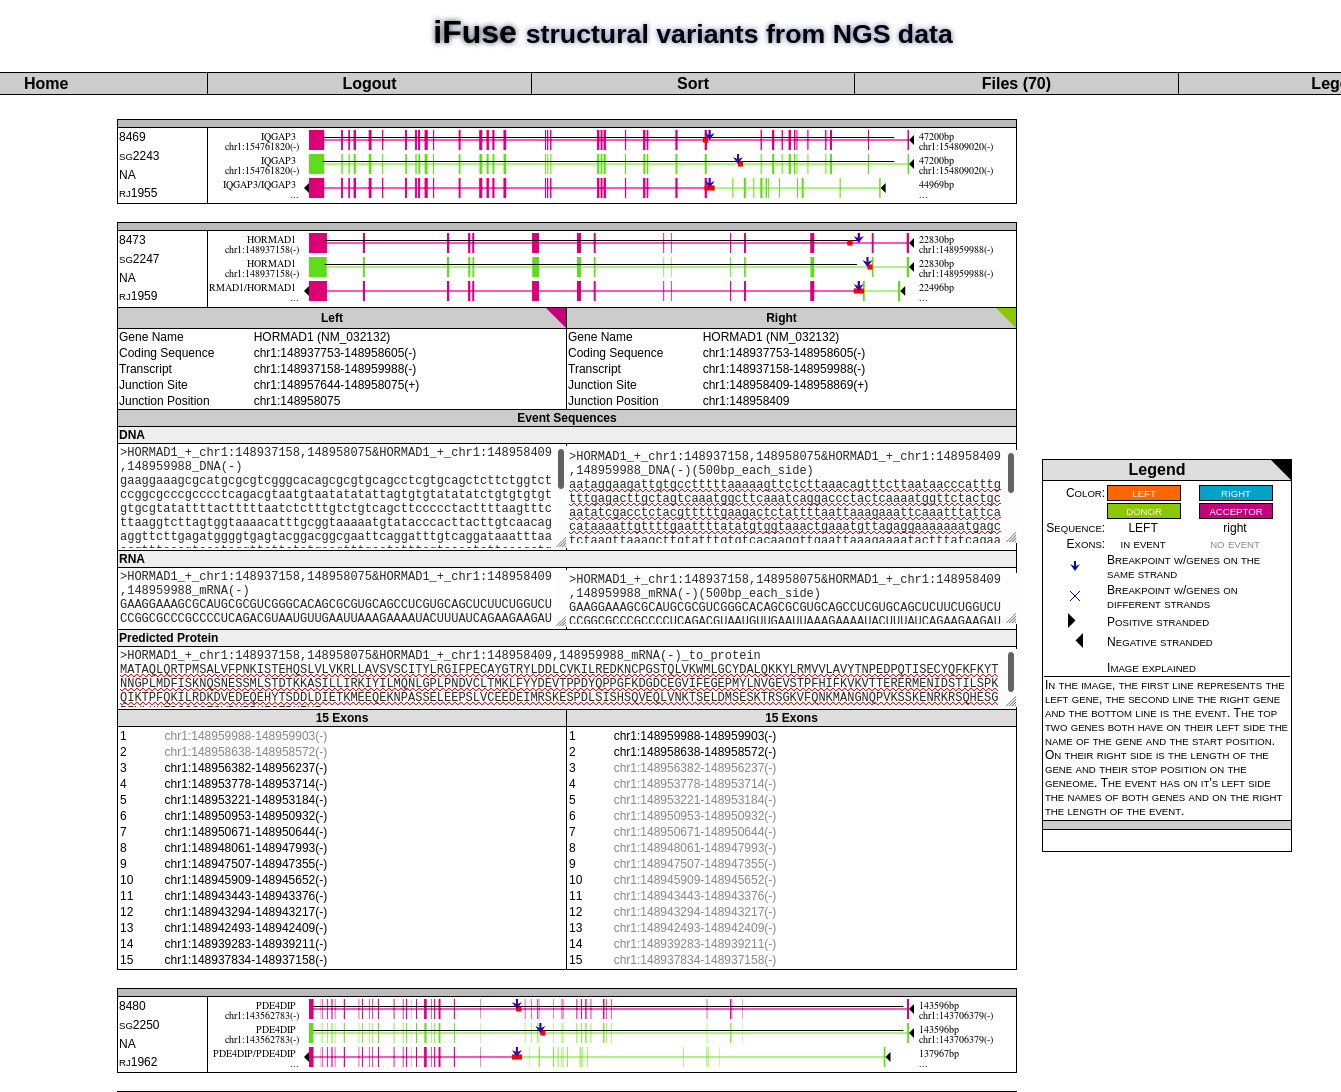 iFuse structural variants from NGS data
Home Logout Sort Files (70) Leg
8469
SG2243
NA
RJ1955
IQGAP3
chr1:154761820(-)
47200bp
chr1:154809020(-)
IQGAP3
chr1:154761820(-)
47200bp
chr1:154809020(-)
IQGAP3/IQGAP3
...
44969bp
...
8473
SG2247
NA
RJ1959
HORMAD1
chr1:148937158(-)
22830bp
chr1:148959988(-)
HORMAD1
chr1:148937158(-)
22830bp
chr1:148959988(-)
RMAD1/HORMAD1
...
22496bp
...
Left Right
Gene Name HORMAD1 (NM_032132) Gene Name HORMAD1 (NM_032132)
Coding Sequence chr1:148937753-148958605(-) Coding Sequence chr1:148937753-148958605(-)
Transcript chr1:148937158-148959988(-) Transcript chr1:148937158-148959988(-)
Junction Site chr1:148957644-148958075(+) Junction Site chr1:148958409-148958869(+)
Junction Position chr1:148958075 Junction Position chr1:148958409
Event Sequences
DNA
>HORMAD1_+_chr1:148937158,148958075&HORMAD1_+_chr1:148958409
,148959988_DNA(-)
gaaggaaagcgcatgcgcgtcgggcacagcgcgtgcagcctcgtgcagctcttctggtct
ccggcgcccgcccctcagacgtaatgtaatatatattagtgtgtatatatctgtgtgtgt
gtgcgtatattttactttttaatctctttgtctgtcagcttccccttacttttaagtttc
ttaaggtcttagtggtaaaacatttgcggtaaaaatgtatacccacttacttgtcaacag
aggttcttgagatggggtgagtacggacggcgaattcaggatttgtcaggataaatttaa
>HORMAD1_+_chr1:148937158,148958075&HORMAD1_+_chr1:148958409
,148959988_DNA(-)(500bp_each_side)
aataggaagattgtgcctttttaaaaagttctcttaaacagtttcttaataacccatttg
tttgagacttgctagtcaaatggcttcaaatcaggaccctactcaaaatggttctactgc
aatatcgacctctacgtttttgaagactctattttaattaaagaaattcaaatttattca
cataaaattgttttgaattttatatgtggtaaactgaaatgttagaggaaaaaaatgagc
tctaagttaaagcttgtatttgtgtcacaaggttgaattaaaggaaatactttatcagaa
RNA
>HORMAD1_+_chr1:148937158,148958075&HORMAD1_+_chr1:148958409
,148959988_mRNA(-)
GAAGGAAAGCGCAUGCGCGUCGGGCACAGCGCGUGCAGCCUCGUGCAGCUCUUCUGGUCU
CCGGCGCCCGCCCCUCAGACGUAAUGUUGAAUUAAAGAAAAUACUUUAUCAGAAGAAGAU
>HORMAD1_+_chr1:148937158,148958075&HORMAD1_+_chr1:148958409
,148959988_mRNA(-)(500bp_each_side)
GAAGGAAAGCGCAUGCGCGUCGGGCACAGCGCGUGCAGCCUCGUGCAGCUCUUCUGGUCU
CCGGCGCCCGCCCCUCAGACGUAAUGUUGAAUUAAAGAAAAUACUUUAUCAGAAGAAGAU
Predicted Protein
>HORMAD1_+_chr1:148937158,148958075&HORMAD1_+_chr1:148958409,148959988_mRNA(-)_to_protein
MATAQLQRTPMSALVFPNKISTEHQSLVLVKRLLAVSVSCITYLRGIFPECAYGTRYLDDLCVKILREDKNCPGSTQLVKWMLGCYDALQKKYLRMVVLAVYTNPEDPQTISECYQFKFKYT
NNGPLMDFISKNQSNESSMLSTDTKKASILLIRKIYILMQNLGPLPNDVCLTMKLFYYDEVTPPDYQPPGFKDGDCEGVIFEGEPMYLNVGEVSTPFHIFKVKVTTERERMENIDSTILSPK
QIKTPFQKILRDKDVEDEQEHYTSDDLDIETKMEEQEKNPASSELEEPSLVCEEDEIMRSKESPDLSISHSQVEQLVNKTSELDMSESKTRSGKVFQNKMANGNQPVKSSKENRKRSQHESG
15 Exons 15 Exons
1 chr1:148959988-148959903(-) 1 chr1:148959988-148959903(-)
2 chr1:148958638-148958572(-) 2 chr1:148958638-148958572(-)
3 chr1:148956382-148956237(-) 3 chr1:148956382-148956237(-)
4 chr1:148953778-148953714(-) 4 chr1:148953778-148953714(-)
5 chr1:148953221-148953184(-) 5 chr1:148953221-148953184(-)
6 chr1:148950953-148950932(-) 6 chr1:148950953-148950932(-)
7 chr1:148950671-148950644(-) 7 chr1:148950671-148950644(-)
8 chr1:148948061-148947993(-) 8 chr1:148948061-148947993(-)
9 chr1:148947507-148947355(-) 9 chr1:148947507-148947355(-)
10 chr1:148945909-148945652(-) 10 chr1:148945909-148945652(-)
11 chr1:148943443-148943376(-) 11 chr1:148943443-148943376(-)
12 chr1:148943294-148943217(-) 12 chr1:148943294-148943217(-)
13 chr1:148942493-148942409(-) 13 chr1:148942493-148942409(-)
14 chr1:148939283-148939211(-) 14 chr1:148939283-148939211(-)
15 chr1:148937834-148937158(-) 15 chr1:148937834-148937158(-)
8480
SG2250
NA
RJ1962
PDE4DIP
chr1:143562783(-)
143596bp
chr1:143706379(-)
PDE4DIP
chr1:143562783(-)
143596bp
chr1:143706379(-)
PDE4DIP/PDE4DIP
...
137967bp
...
Legend
Color: LEFT RIGHT
DONOR ACCEPTOR
Sequence: LEFT right
Exons: in event no event
Breakpoint w/genes on the
same strand
Breakpoint w/genes on
different strands
Positive stranded
Negative stranded
Image explained
In the image, the first line represents the
left gene, the second line the right gene
and the bottom line is the event. The top
two genes both have on their left side the
name of the gene and the start position.
On their right side is the length of the
gene and their stop position on the
geneome. The event has on it's left side
the names of both genes and on the right
the length of the event.